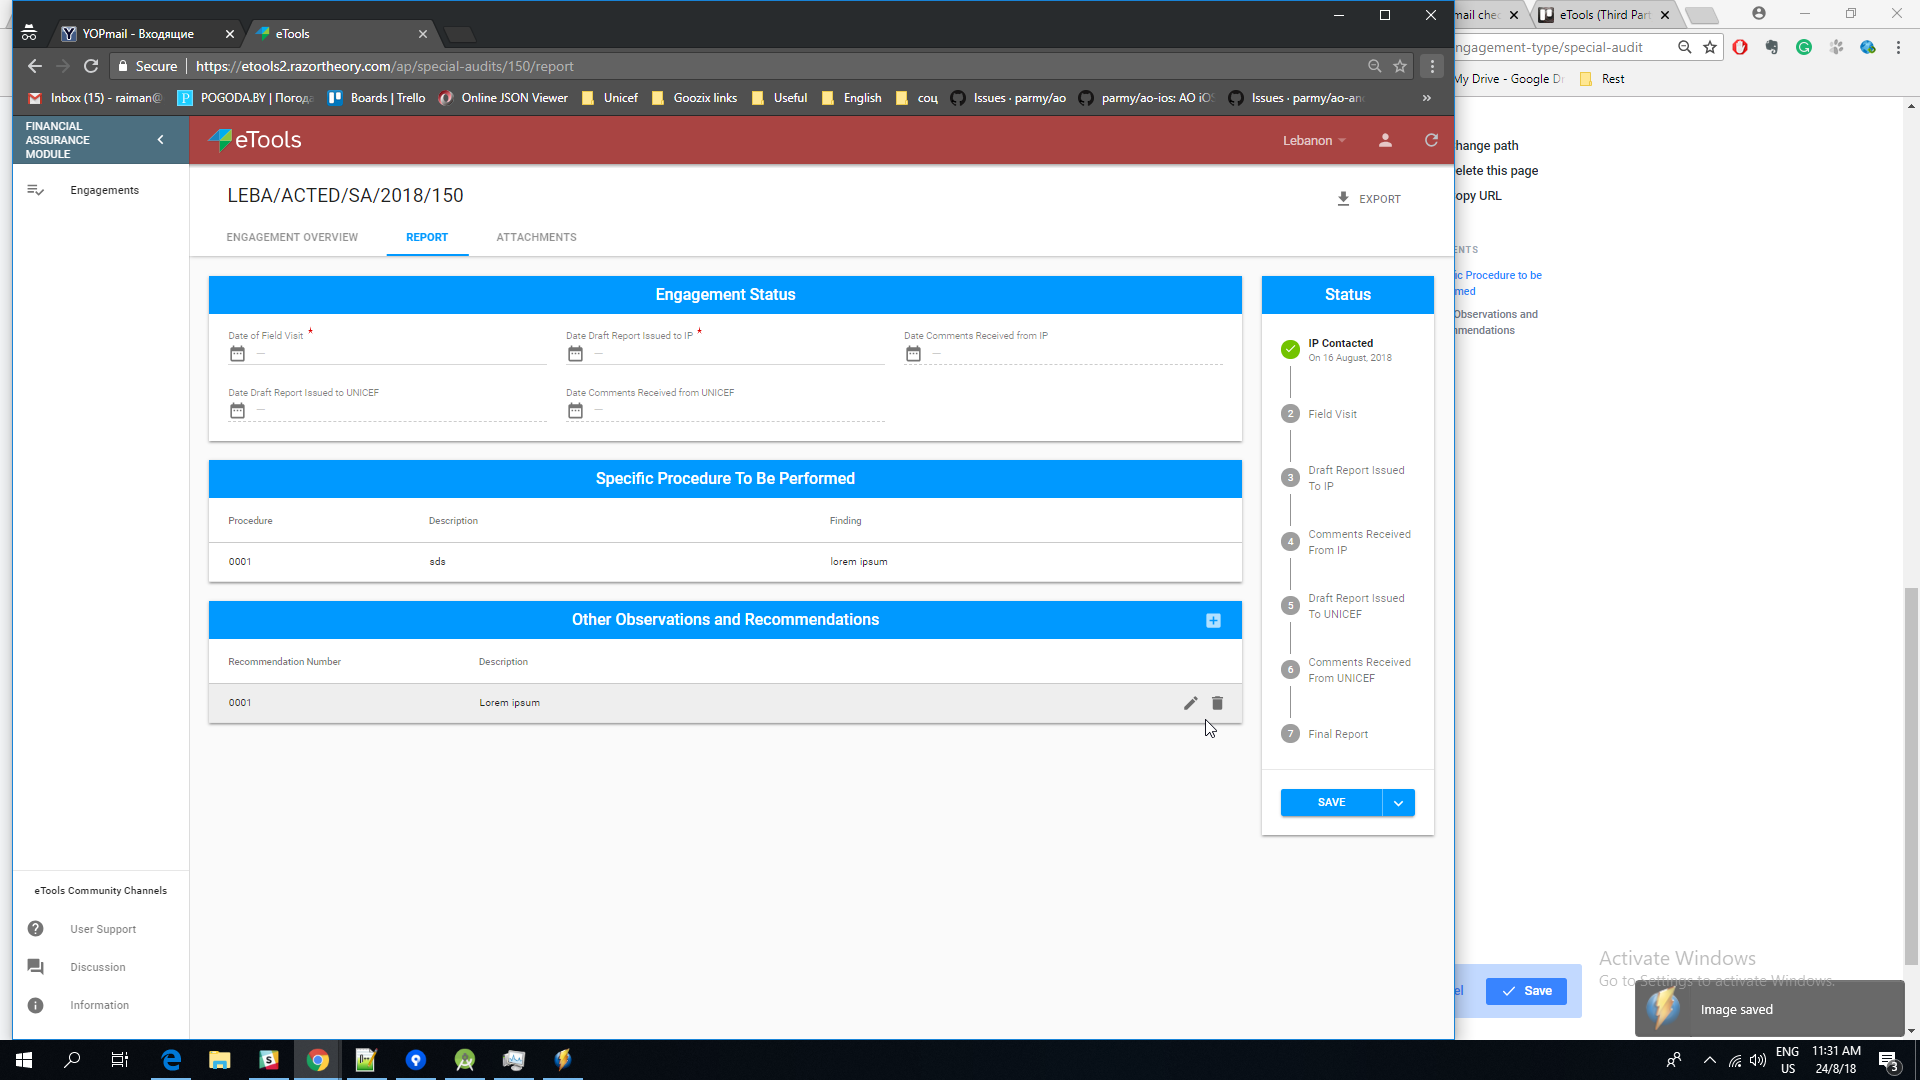 YOPmail - Входящие
eTools
mail che
eTools (Third Part
Secure
https://etools2.razortheory.com/ap/special-audits/150/report
ngagement-type/special-audit
Inbox (15) - raiman@
POGODA.BY | Погода
Boards | Trello
Online JSON Viewer
Unicef
Goozix links
Useful
English
соц
Issues · parmy/ao
parmy/ao-ios: AO iOS
Issues · parmy/ao-and
»
My Drive - Google Dr
Rest
FINANCIAL
ASSURANCE
MODULE
eTools
Lebanon
Engagements
LEBA/ACTED/SA/2018/150
EXPORT
ENGAGEMENT OVERVIEW
REPORT
ATTACHMENTS
hange path
elete this page
opy URL
ENTS
ic Procedure to be
med
Observations and
mendations
Engagement Status
Date of Field Visit *
—
Date Draft Report Issued to IP *
—
Date Comments Received from IP
—
Date Draft Report Issued to UNICEF
—
Date Comments Received from UNICEF
—
Specific Procedure To Be Performed
Procedure
Description
Finding
0001
sds
lorem ipsum
Other Observations and Recommendations
Recommendation Number
Description
0001
Lorem ipsum
Status
IP Contacted
On 16 August, 2018
2 Field Visit
3 Draft Report Issued
To IP
4 Comments Received
From IP
5 Draft Report Issued
To UNICEF
6 Comments Received
From UNICEF
7 Final Report
SAVE
eTools Community Channels
User Support
Discussion
Information
Activate Windows
Go to Settings to activate Windows.
el
Save
Image saved
ENG
US
11:31 AM
24/8/18
3